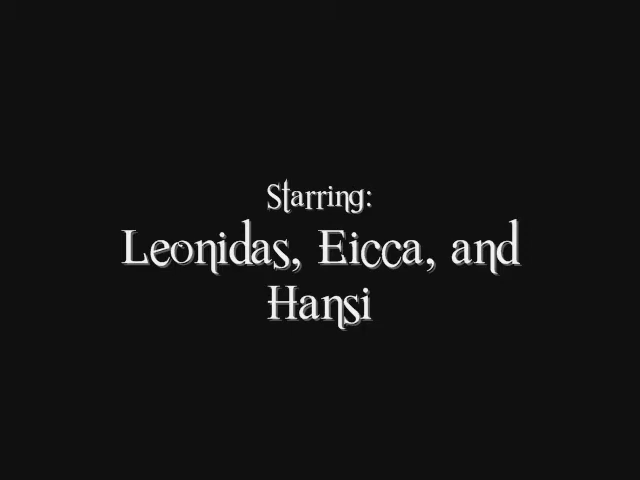 Starring:
Leonidas, Eicca, and
Hansi